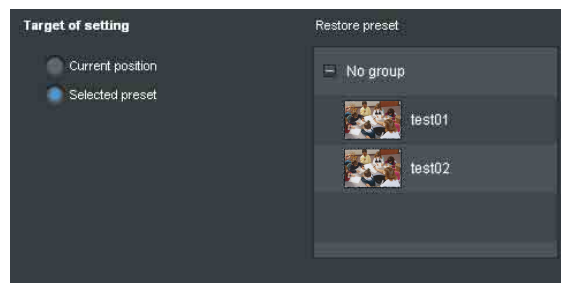 Target of setting
Current position
Selected preset
Restore preset
No group
test01
test02